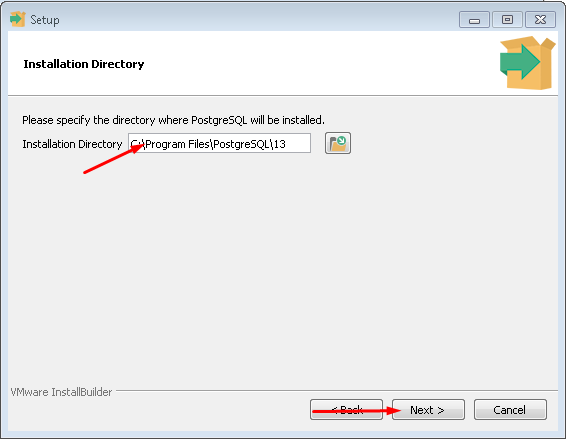 Setup
Installation Directory
Please specify the directory where PostgreSQL will be installed.
Installation Directory C:\Program Files\PostgreSQL\13
VMware InstallBuilder
< Back Next > Cancel